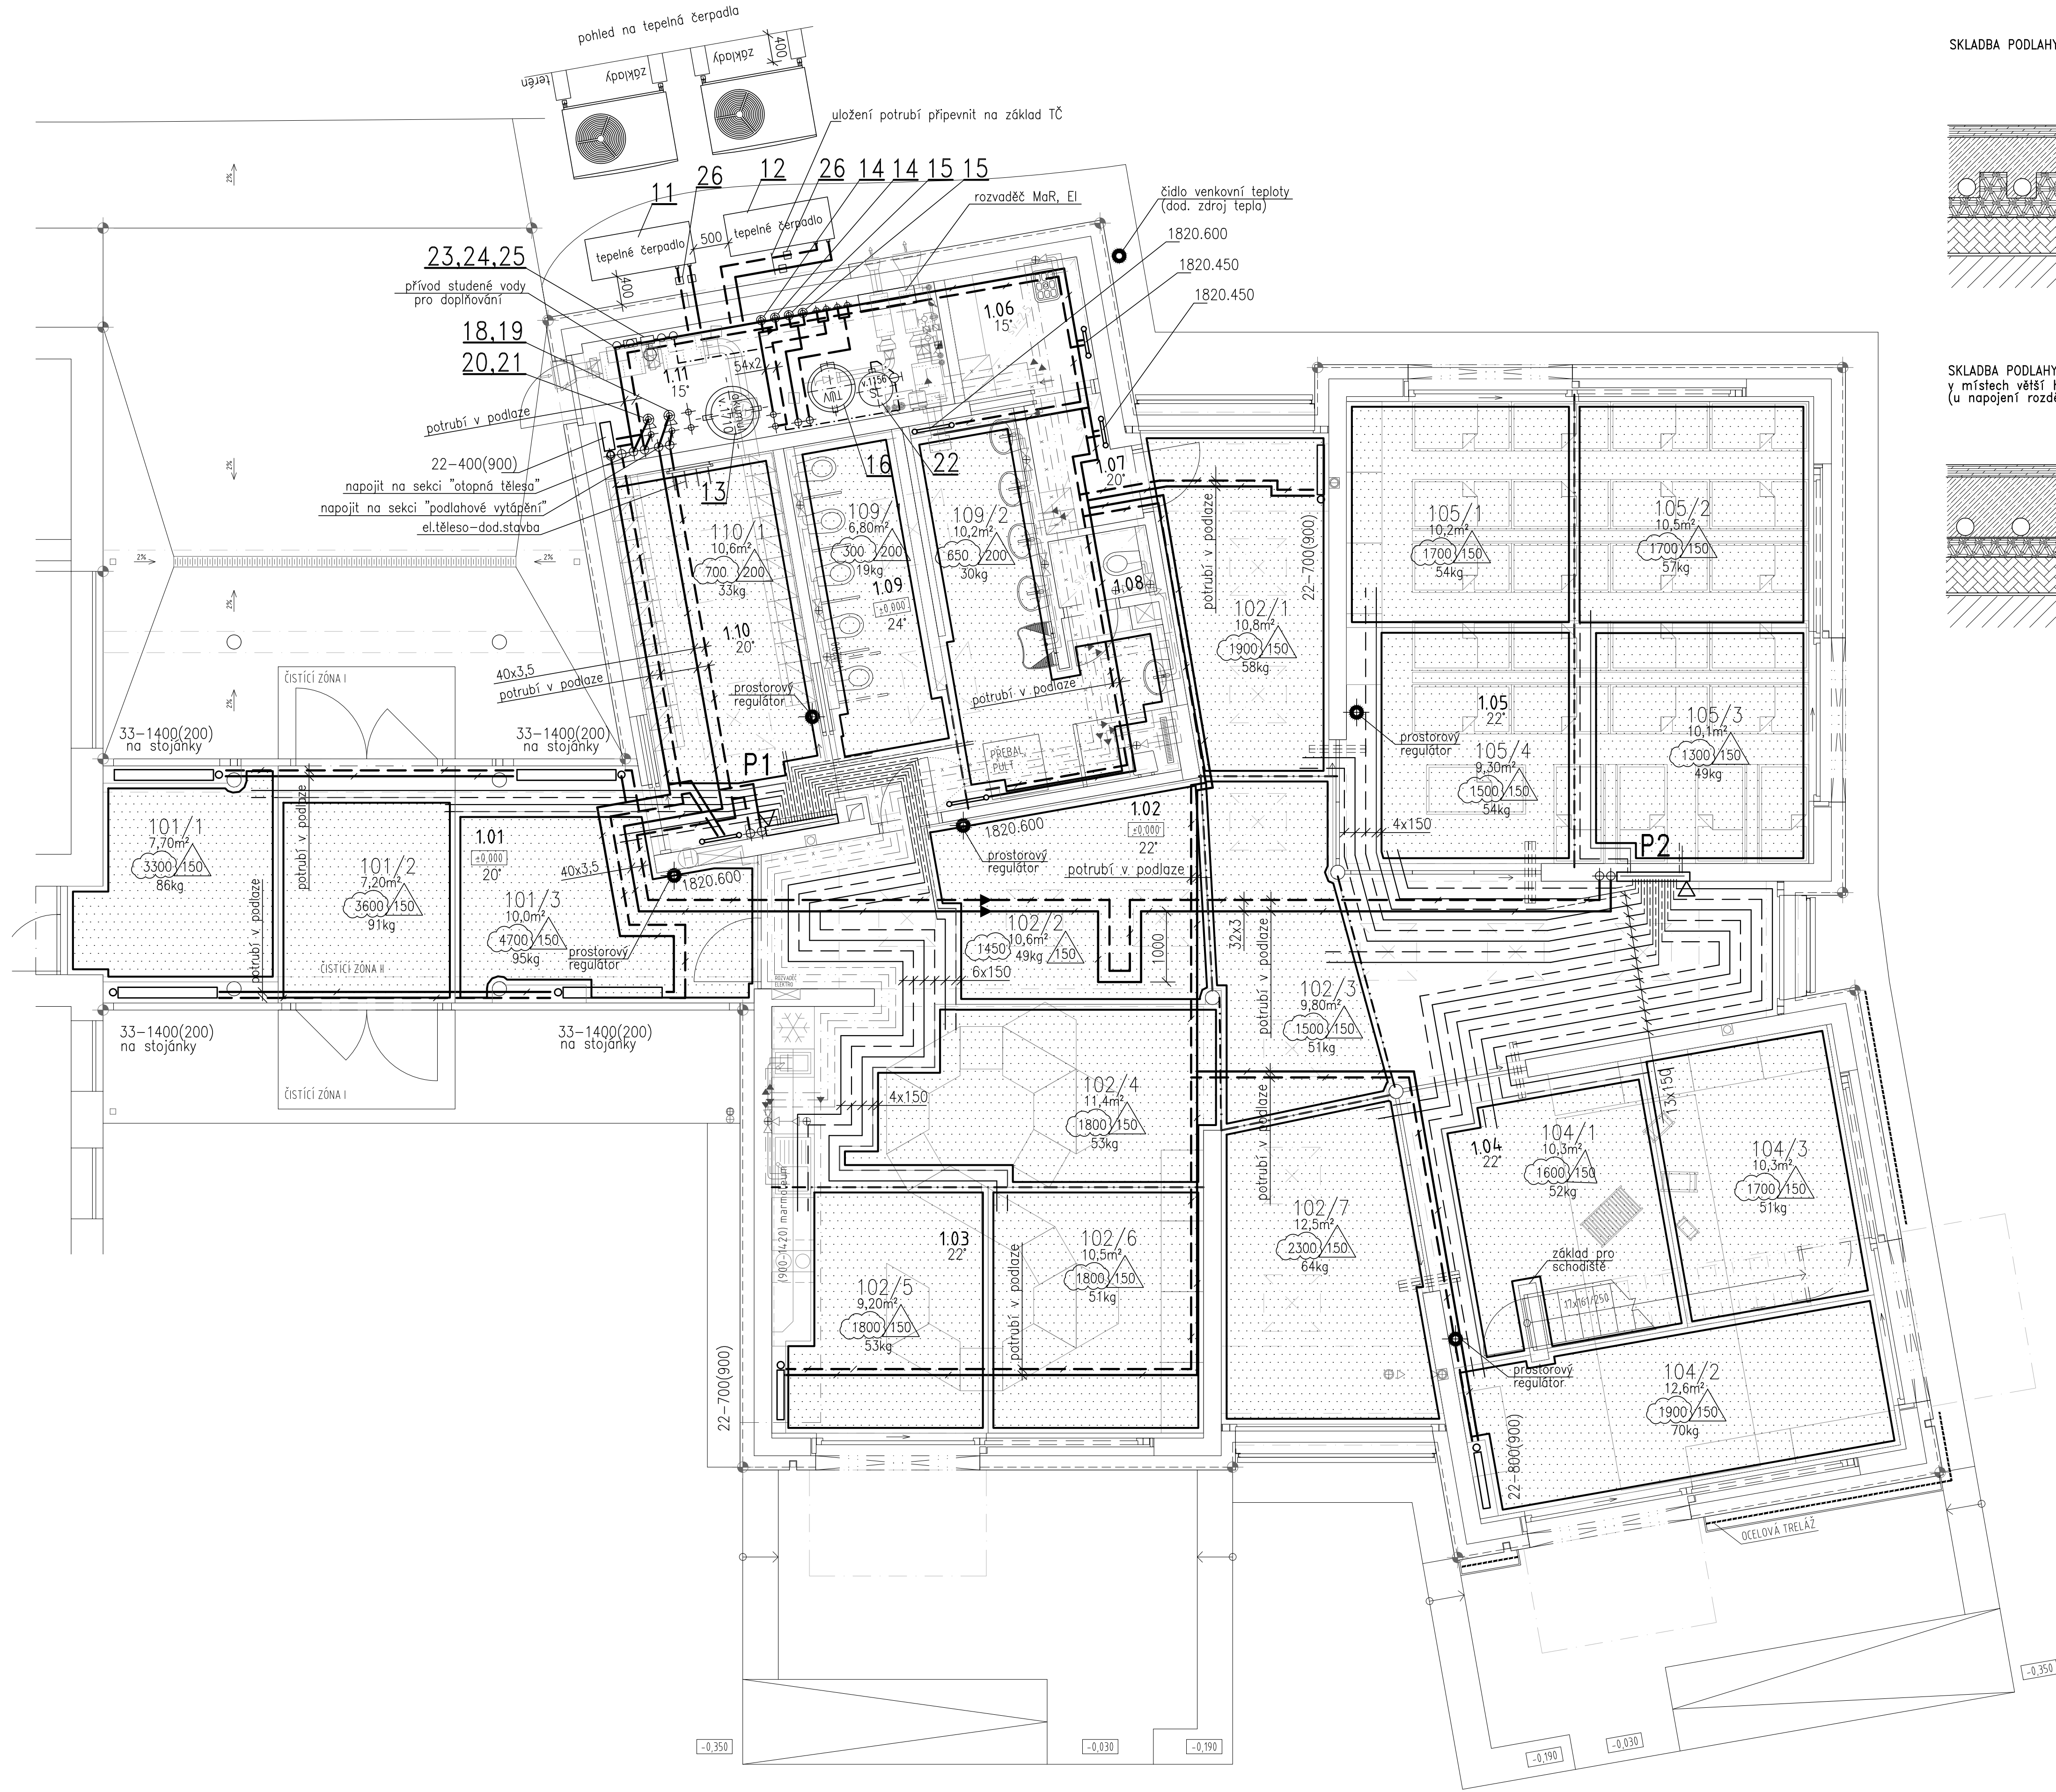 pohled na tepelná čerpadla
400
základy
základy
terén
SKLADBA PODLAHY
uložení potrubí připevnit na základ TČ
11
26
12
26
14
14
15
15
rozvaděč MaR, El
čidlo venkovní teploty
(dod. zdroj tepla)
1820.600
1820.450
1820.450
tepelné čerpadlo
500
tepelné čerpadlo
400
23,24,25
přívod studené vody
pro doplňování
18,19
20,21
potrubí v podlaze
22-400(900)
napojit na sekci "otopná tělesa"
napojit na sekci "podlahové vytápění"
el.těleso-dod.stavba
SKLADBA PODLAHY
v místech větší h
(u napojení rozdě
1.11
15°
54x2
1.06
15°
TUV
v.1156
13
16
22
1.07
20°
1.08
110/1
10,6m²
700
200
33kg
1.10
20°
6,80m²
300
200
19kg
1.09
±0,000
24°
109/2
10,2m²
650
200
30kg
potrubí v podlaze
22-700(900)
102/1
10,8m²
1900
150
58kg
105/1
10,2m²
1700
150
54kg
105/2
10,5m²
1700
150
57kg
1.05
22°
105/4
9,30m²
1500
150
54kg
105/3
10,1m²
1300
150
49kg
prostorový
regulátor
4x150
P2
40x3,5
potrubí v podlaze
prostorový
regulátor
potrubí v podlaze
PŘEBAL.
PULT
P1
2%
2%
2%
2%
2%
2%
ČISTÍCÍ ZÓNA I
33-1400(200)
na stojánky
33-1400(200)
na stojánky
101/1
7,70m²
3300
150
86kg
potrubí v podlaze
potrubí v podlaze
101/2
7,20m²
3600
150
91kg
ČISTÍCÍ ZÓNA II
1.01
±0,000
20°
101/3
10,0m²
4700
150
95kg
prostorový
regulátor
40x3,5
1820.600
1820.600
prostorový
regulátor
1.02
±0,000
22°
potrubí v podlaze
102/2
10,6m²
1450
150
49kg
1000
6x150
32x3
potrubí v podlaze
102/3
9,80m²
1500
150
51kg
ROZVADĚČ
ELEKTRO
33-1400(200)
na stojánky
33-1400(200)
na stojánky
ČISTÍCÍ ZÓNA I
4x150
102/4
11,4m²
1800
150
53kg
potrubí v podlaze
13x150
1.04
22°
104/1
10,3m²
1600
150
52kg
104/3
10,3m²
1700
150
51kg
(900-1420) marmoleum
1.03
22°
102/5
9,20m²
1800
150
53kg
potrubí v podlaze
102/6
10,5m²
1800
150
51kg
102/7
12,5m²
2300
150
64kg
základ pro
schodiště
17x161/250
prostorový
regulátor
104/2
12,6m²
1900
150
70kg
22-700(900)
22-800(900)
OCELOVÁ TRELÁŽ
-0,350
-0,030
-0,190
-0,190
-0,030
-0,350